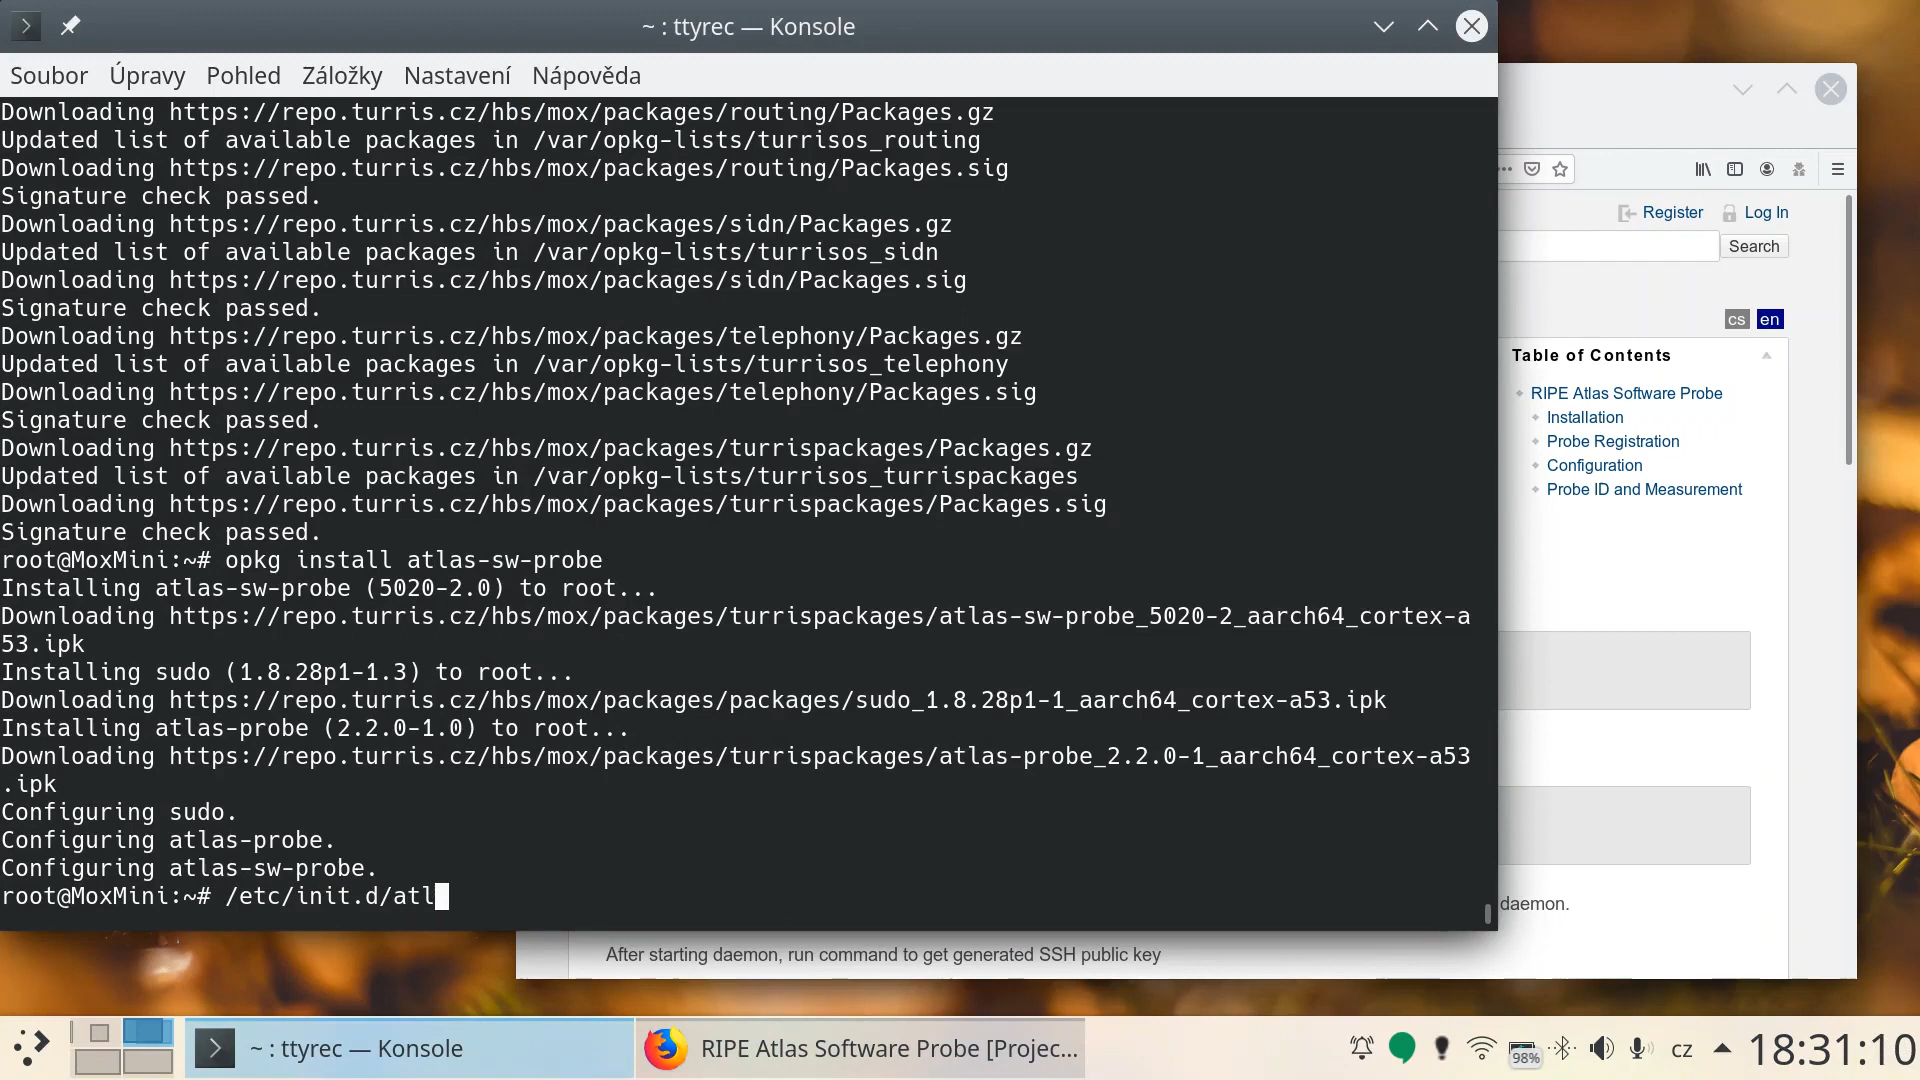 ~ : ttyrec — Konsole
Soubor Úpravy Pohled Záložky Nastavení Nápověda
Downloading https://repo.turris.cz/hbs/mox/packages/routing/Packages.gz
Updated list of available packages in /var/opkg-lists/turrisos_routing
Downloading https://repo.turris.cz/hbs/mox/packages/routing/Packages.sig
Signature check passed.
Downloading https://repo.turris.cz/hbs/mox/packages/sidn/Packages.gz
Updated list of available packages in /var/opkg-lists/turrisos_sidn
Downloading https://repo.turris.cz/hbs/mox/packages/sidn/Packages.sig
Signature check passed.
Downloading https://repo.turris.cz/hbs/mox/packages/telephony/Packages.gz
Updated list of available packages in /var/opkg-lists/turrisos_telephony
Downloading https://repo.turris.cz/hbs/mox/packages/telephony/Packages.sig
Signature check passed.
Downloading https://repo.turris.cz/hbs/mox/packages/turrispackages/Packages.gz
Updated list of available packages in /var/opkg-lists/turrisos_turrispackages
Downloading https://repo.turris.cz/hbs/mox/packages/turrispackages/Packages.sig
Signature check passed.
root@MoxMini:~# opkg install atlas-sw-probe
Installing atlas-sw-probe (5020-2.0) to root...
Downloading https://repo.turris.cz/hbs/mox/packages/turrispackages/atlas-sw-probe_5020-2_aarch64_cortex-a
53.ipk
Installing sudo (1.8.28p1-1.3) to root...
Downloading https://repo.turris.cz/hbs/mox/packages/packages/sudo_1.8.28p1-1_aarch64_cortex-a53.ipk
Installing atlas-probe (2.2.0-1.0) to root...
Downloading https://repo.turris.cz/hbs/mox/packages/turrispackages/atlas-probe_2.2.0-1_aarch64_cortex-a53
.ipk
Configuring sudo.
Configuring atlas-probe.
Configuring atlas-sw-probe.
root@MoxMini:~# /etc/init.d/atl
Register Log In
Search
cs en
Table of Contents
RIPE Atlas Software Probe
Installation
Probe Registration
Configuration
Probe ID and Measurement
daemon.
After starting daemon, run command to get generated SSH public key
~ : ttyrec — Konsole
RIPE Atlas Software Probe [Projec...
98%
cz
18:31:10